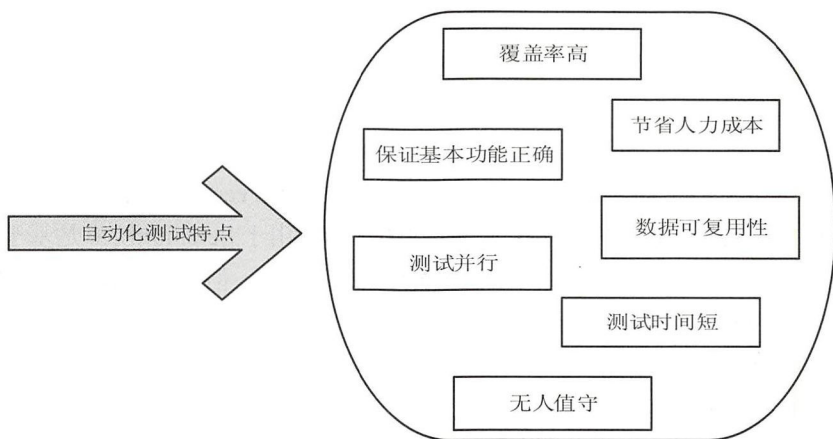 覆盖率高
节省人力成本
保证基本功能正确
自动化测试特点
数据可复用性
测试并行
测试时间短
无人值守